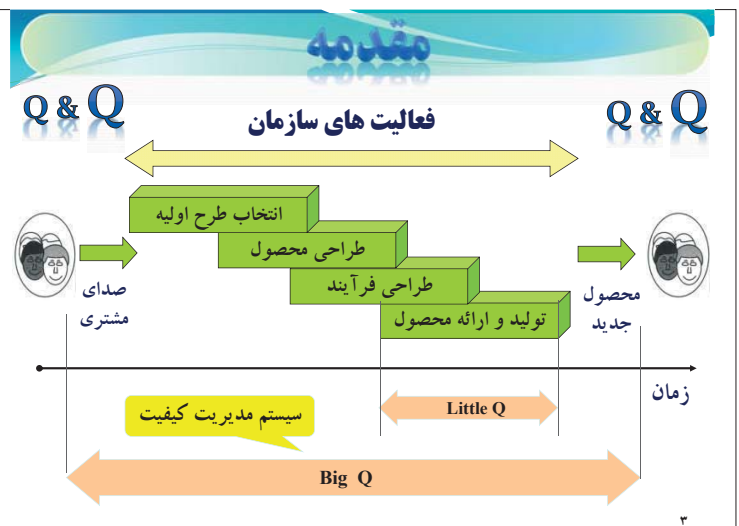 مقدمه
Q & Q
Q & Q
فعالیت های سازمان
انتخاب طرح اولیه
طراحی محصول
طراحی فرآیند
تولید و ارائه محصول
صدای
مشتری
محصول
جدید
زمان
Little Q
سیستم مدیریت کیفیت
Big Q
۳